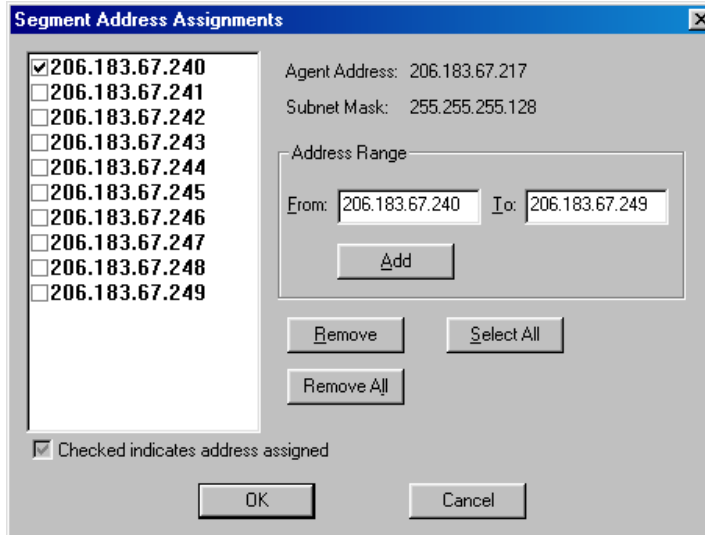 Segment Address Assignments
206.183.67.240
206.183.67.241
206.183.67.242
206.183.67.243
206.183.67.244
206.183.67.245
206.183.67.246
206.183.67.247
206.183.67.248
206.183.67.249
Agent Address: 206.183.67.217
Subnet Mask: 255.255.255.128
Address Range
From: 206.183.67.240 To: 206.183.67.249
Add
Remove Select All
Remove All
Checked indicates address assigned
OK Cancel